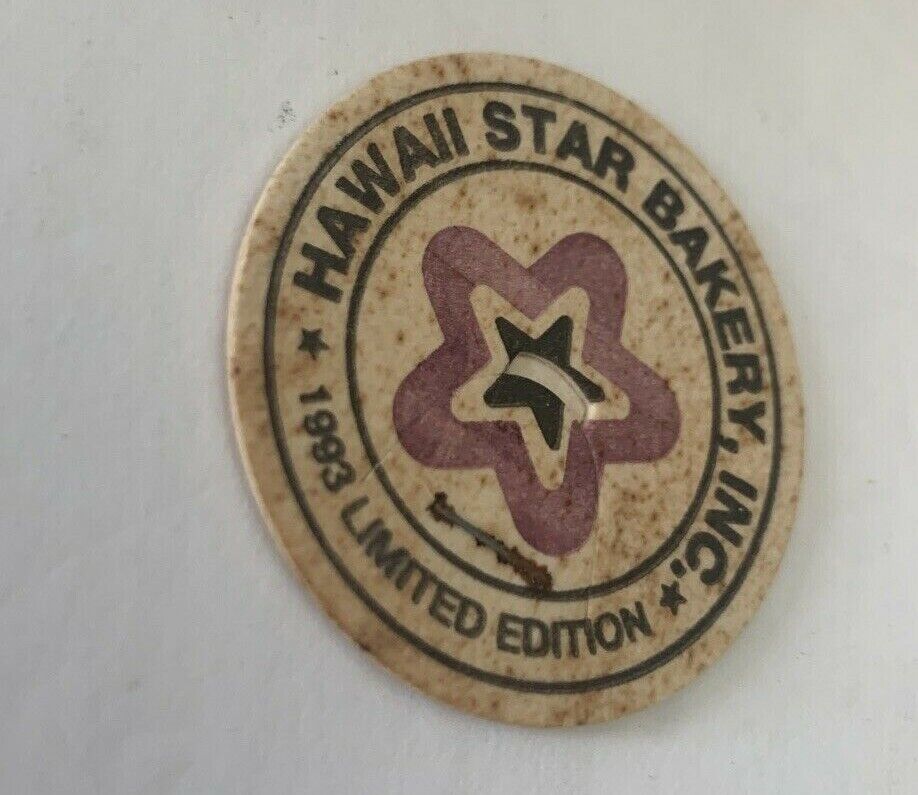 HAWAII STAR BAKERY, INC.
1993 LIMITED EDITION